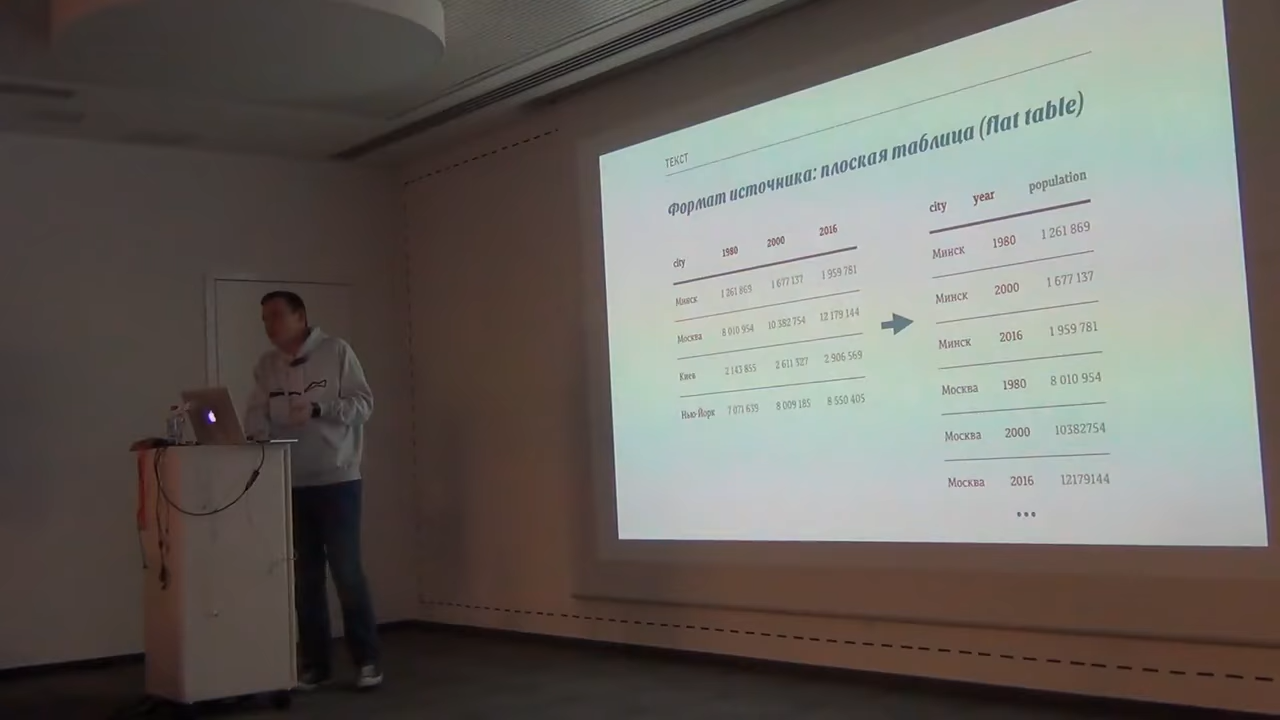 ТЕКСТ
Формат источника: плоская таблица (flat table)
city 1980 2000 2016
Минск 1 261 869 1 677 137 1 959 781
Москва 8 010 954 10 382 754 12 179 144
Киев 2 143 855 2 611 327 2 906 569
Нью-Йорк 7 071 639 8 009 185 8 550 405
city year population
Минск 1980 1 261 869
Минск 2000 1 677 137
Минск 2016 1 959 781
Москва 1980 8 010 954
Москва 2000 10382754
Москва 2016 12179144
...